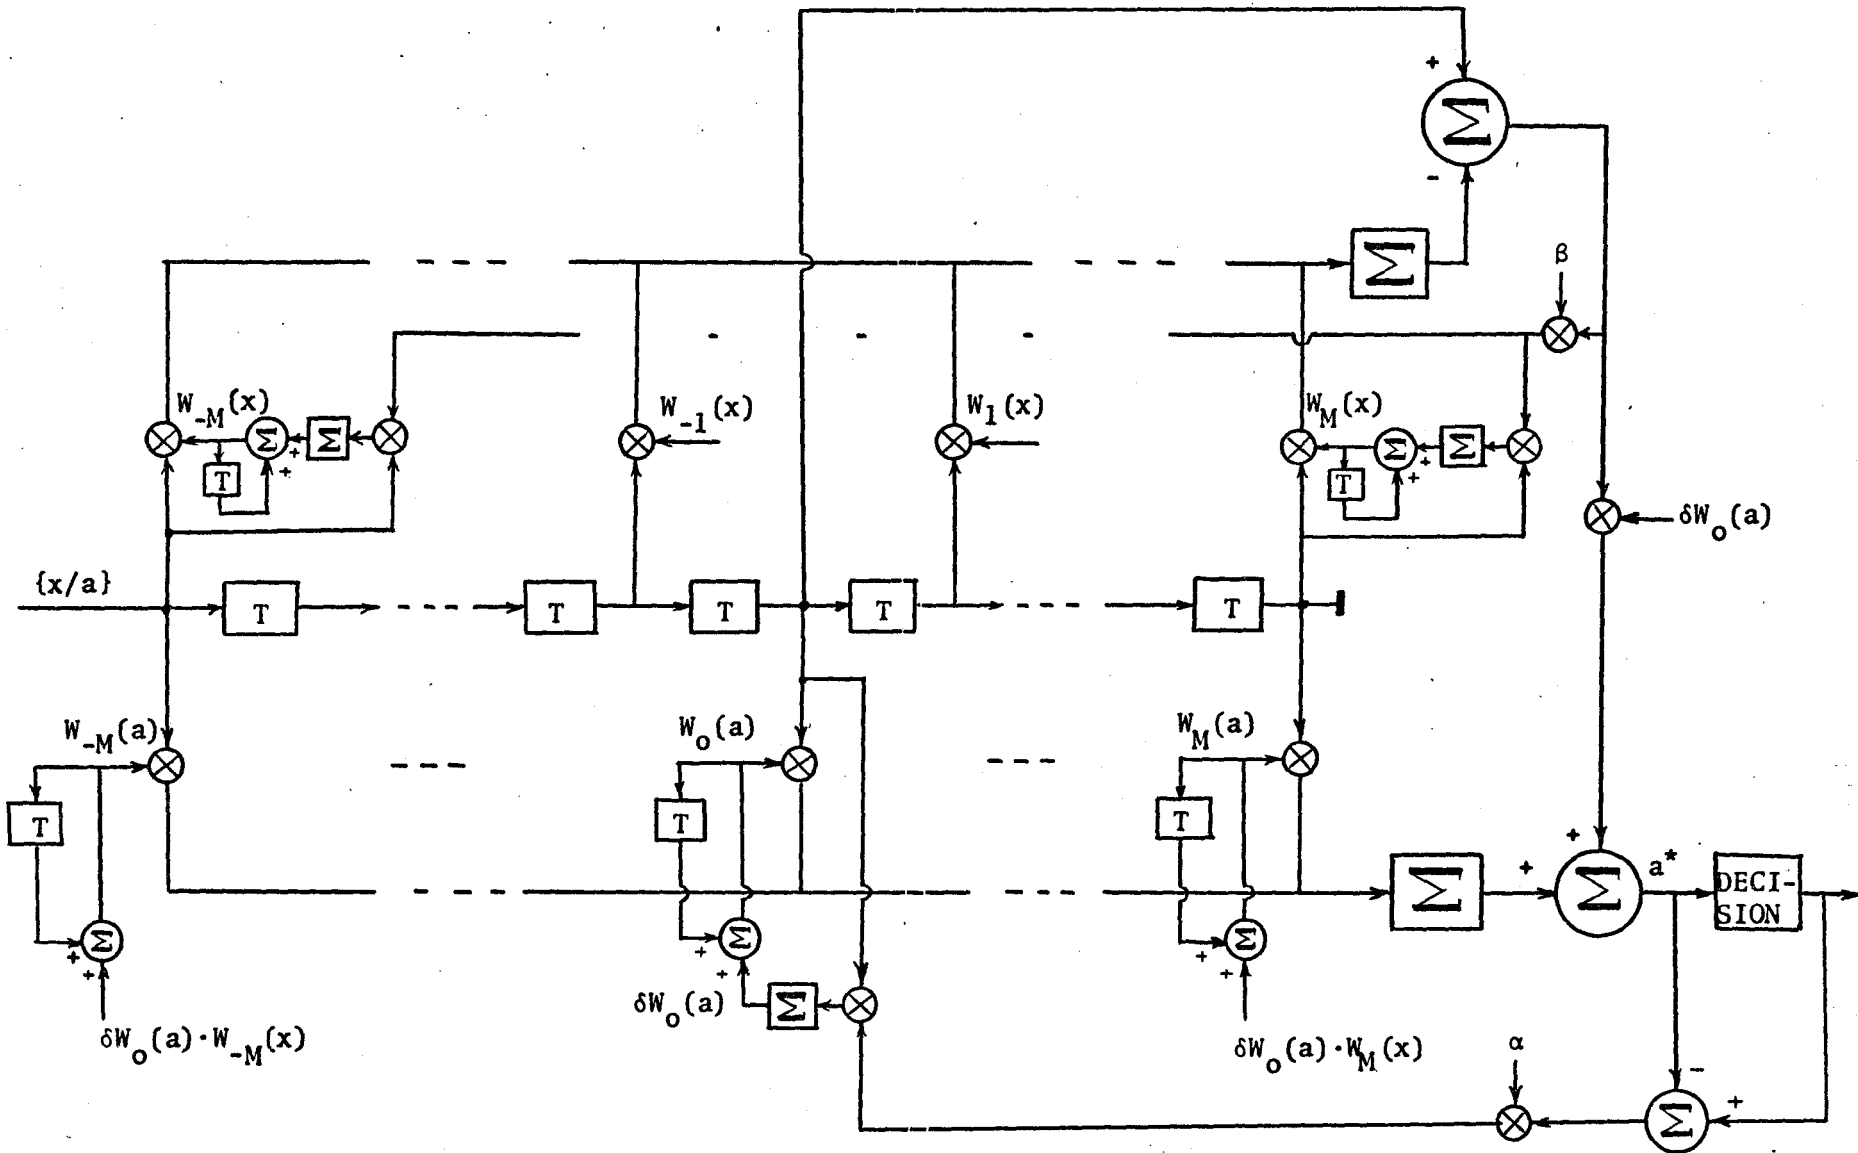 +
Σ
-
Σ
β
W_{-M}(x)
Σ
Σ
+
+
T
W_{-1}(x)
W_1(x)
W_M(x)
Σ
Σ
+
+
T
δW_o(a)
{x/a}
T
T
T
T
T
W_{-M}(a)
W_o(a)
W_M(a)
T
T
T
+
Σ
+
Σ
a*
DECI-
SION
Σ
+
+
Σ
+
+
Σ
+
+
δW_o(a)
Σ
δW_o(a)·W_{-M}(x)
δW_o(a)·W_M(x)
α
-
+
Σ